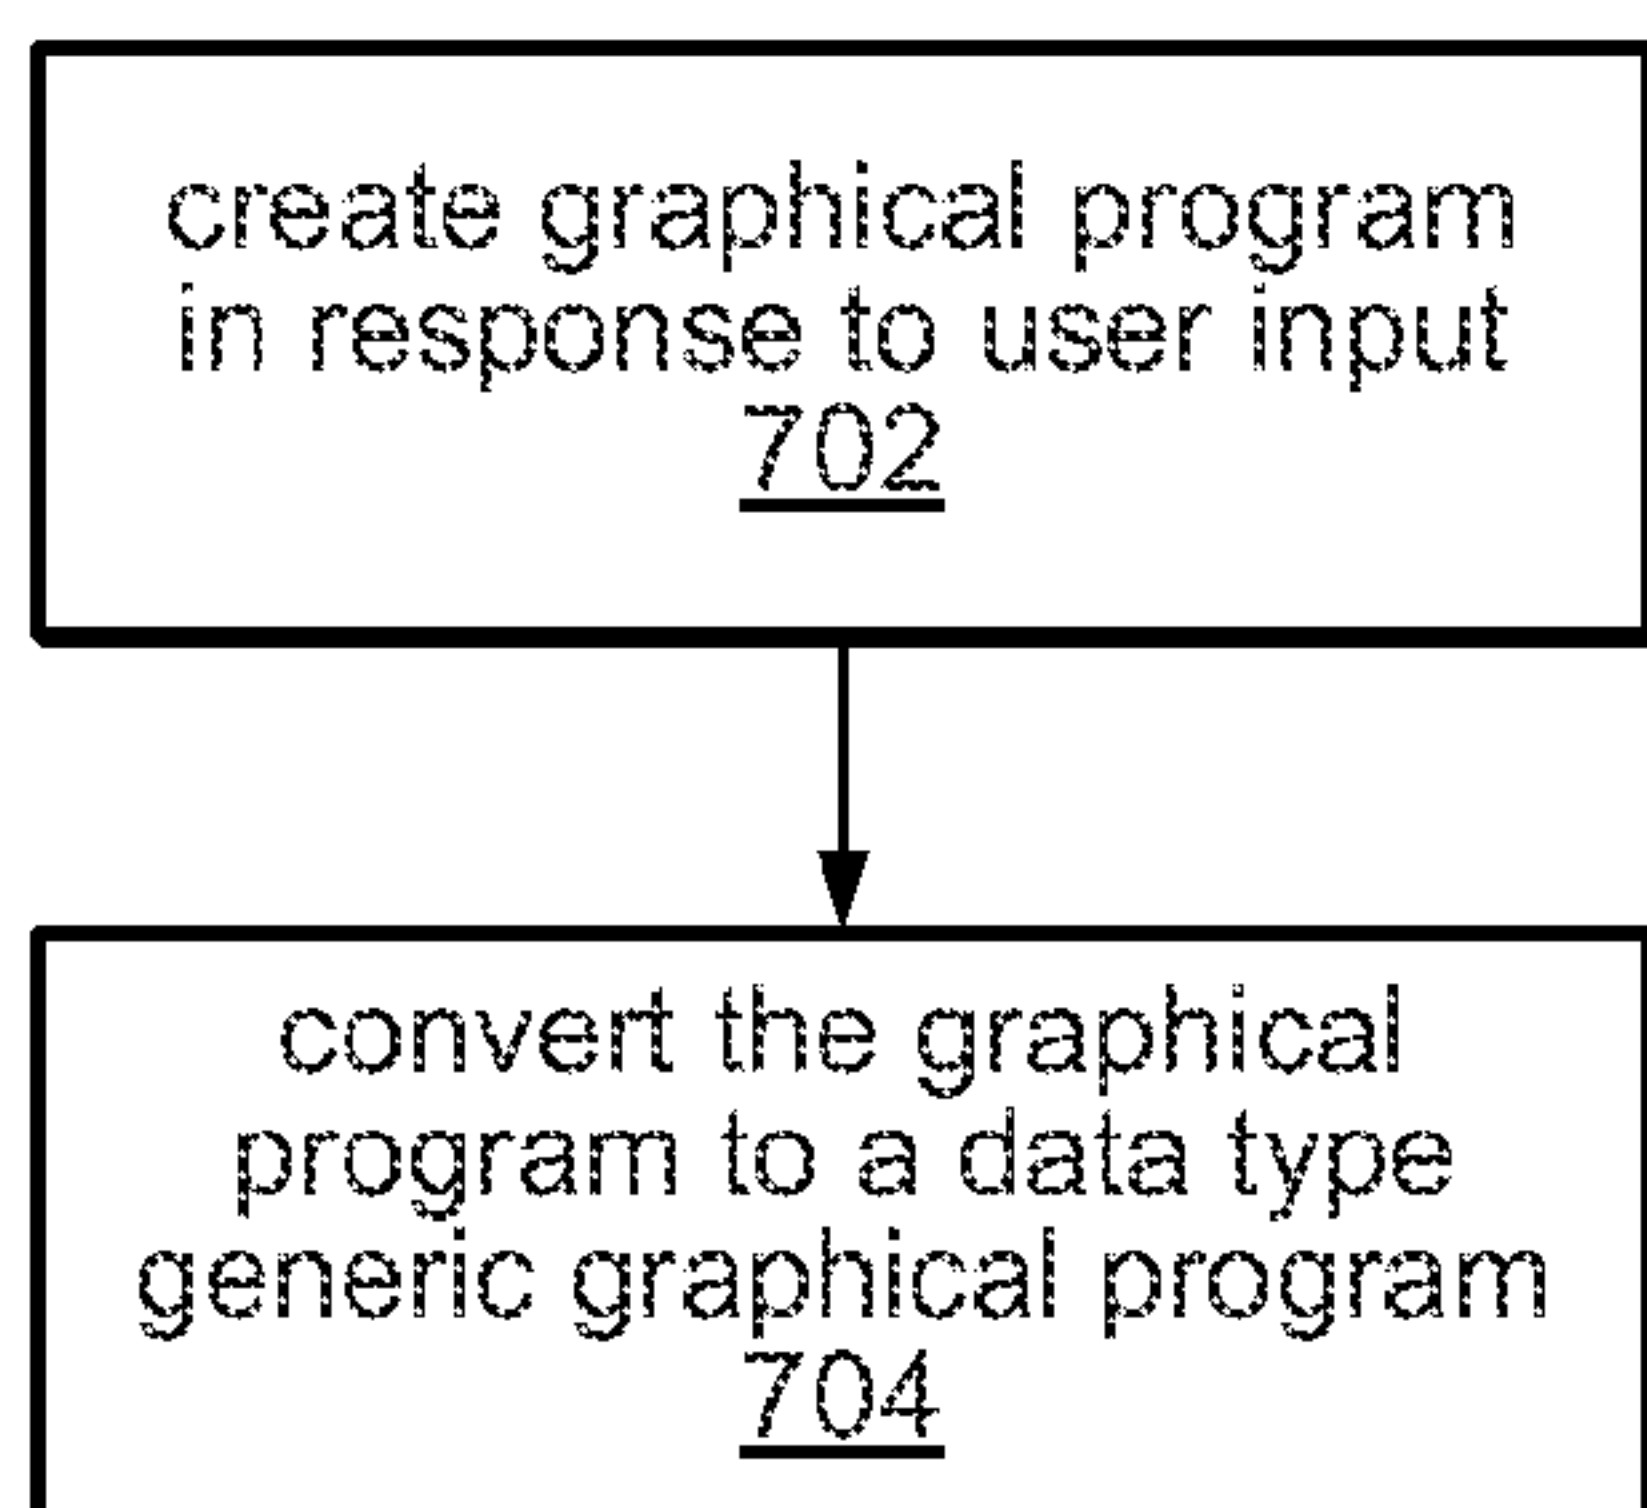 create graphical program
in response to user input
702
convert the graphical
program to a data type
generic graphical program
704